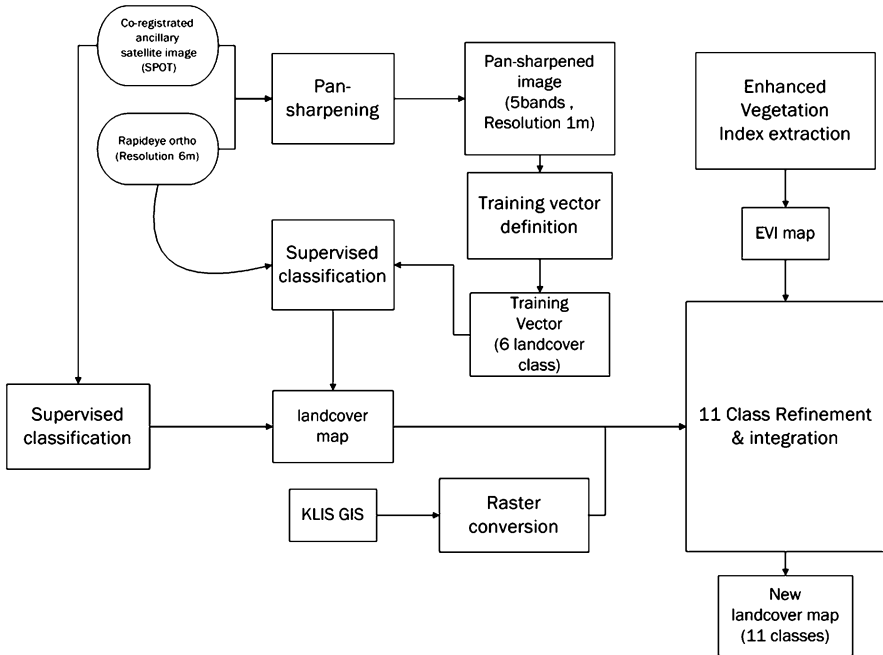 Co-registrated
ancillary
satellite image
(SPOT)
Pan-
sharpening
Pan-sharpened
image
(5bands ,
Resolution 1m)
Enhanced
Vegetation
Index extraction
Rapideye ortho
(Resolution 6m)
Training vector
definition
EVI map
Supervised
classification
Training
Vector
(6 landcover
class)
Supervised
classification
landcover
map
11 Class Refinement
& integration
KLIS GIS
Raster
conversion
New
landcover map
(11 classes)